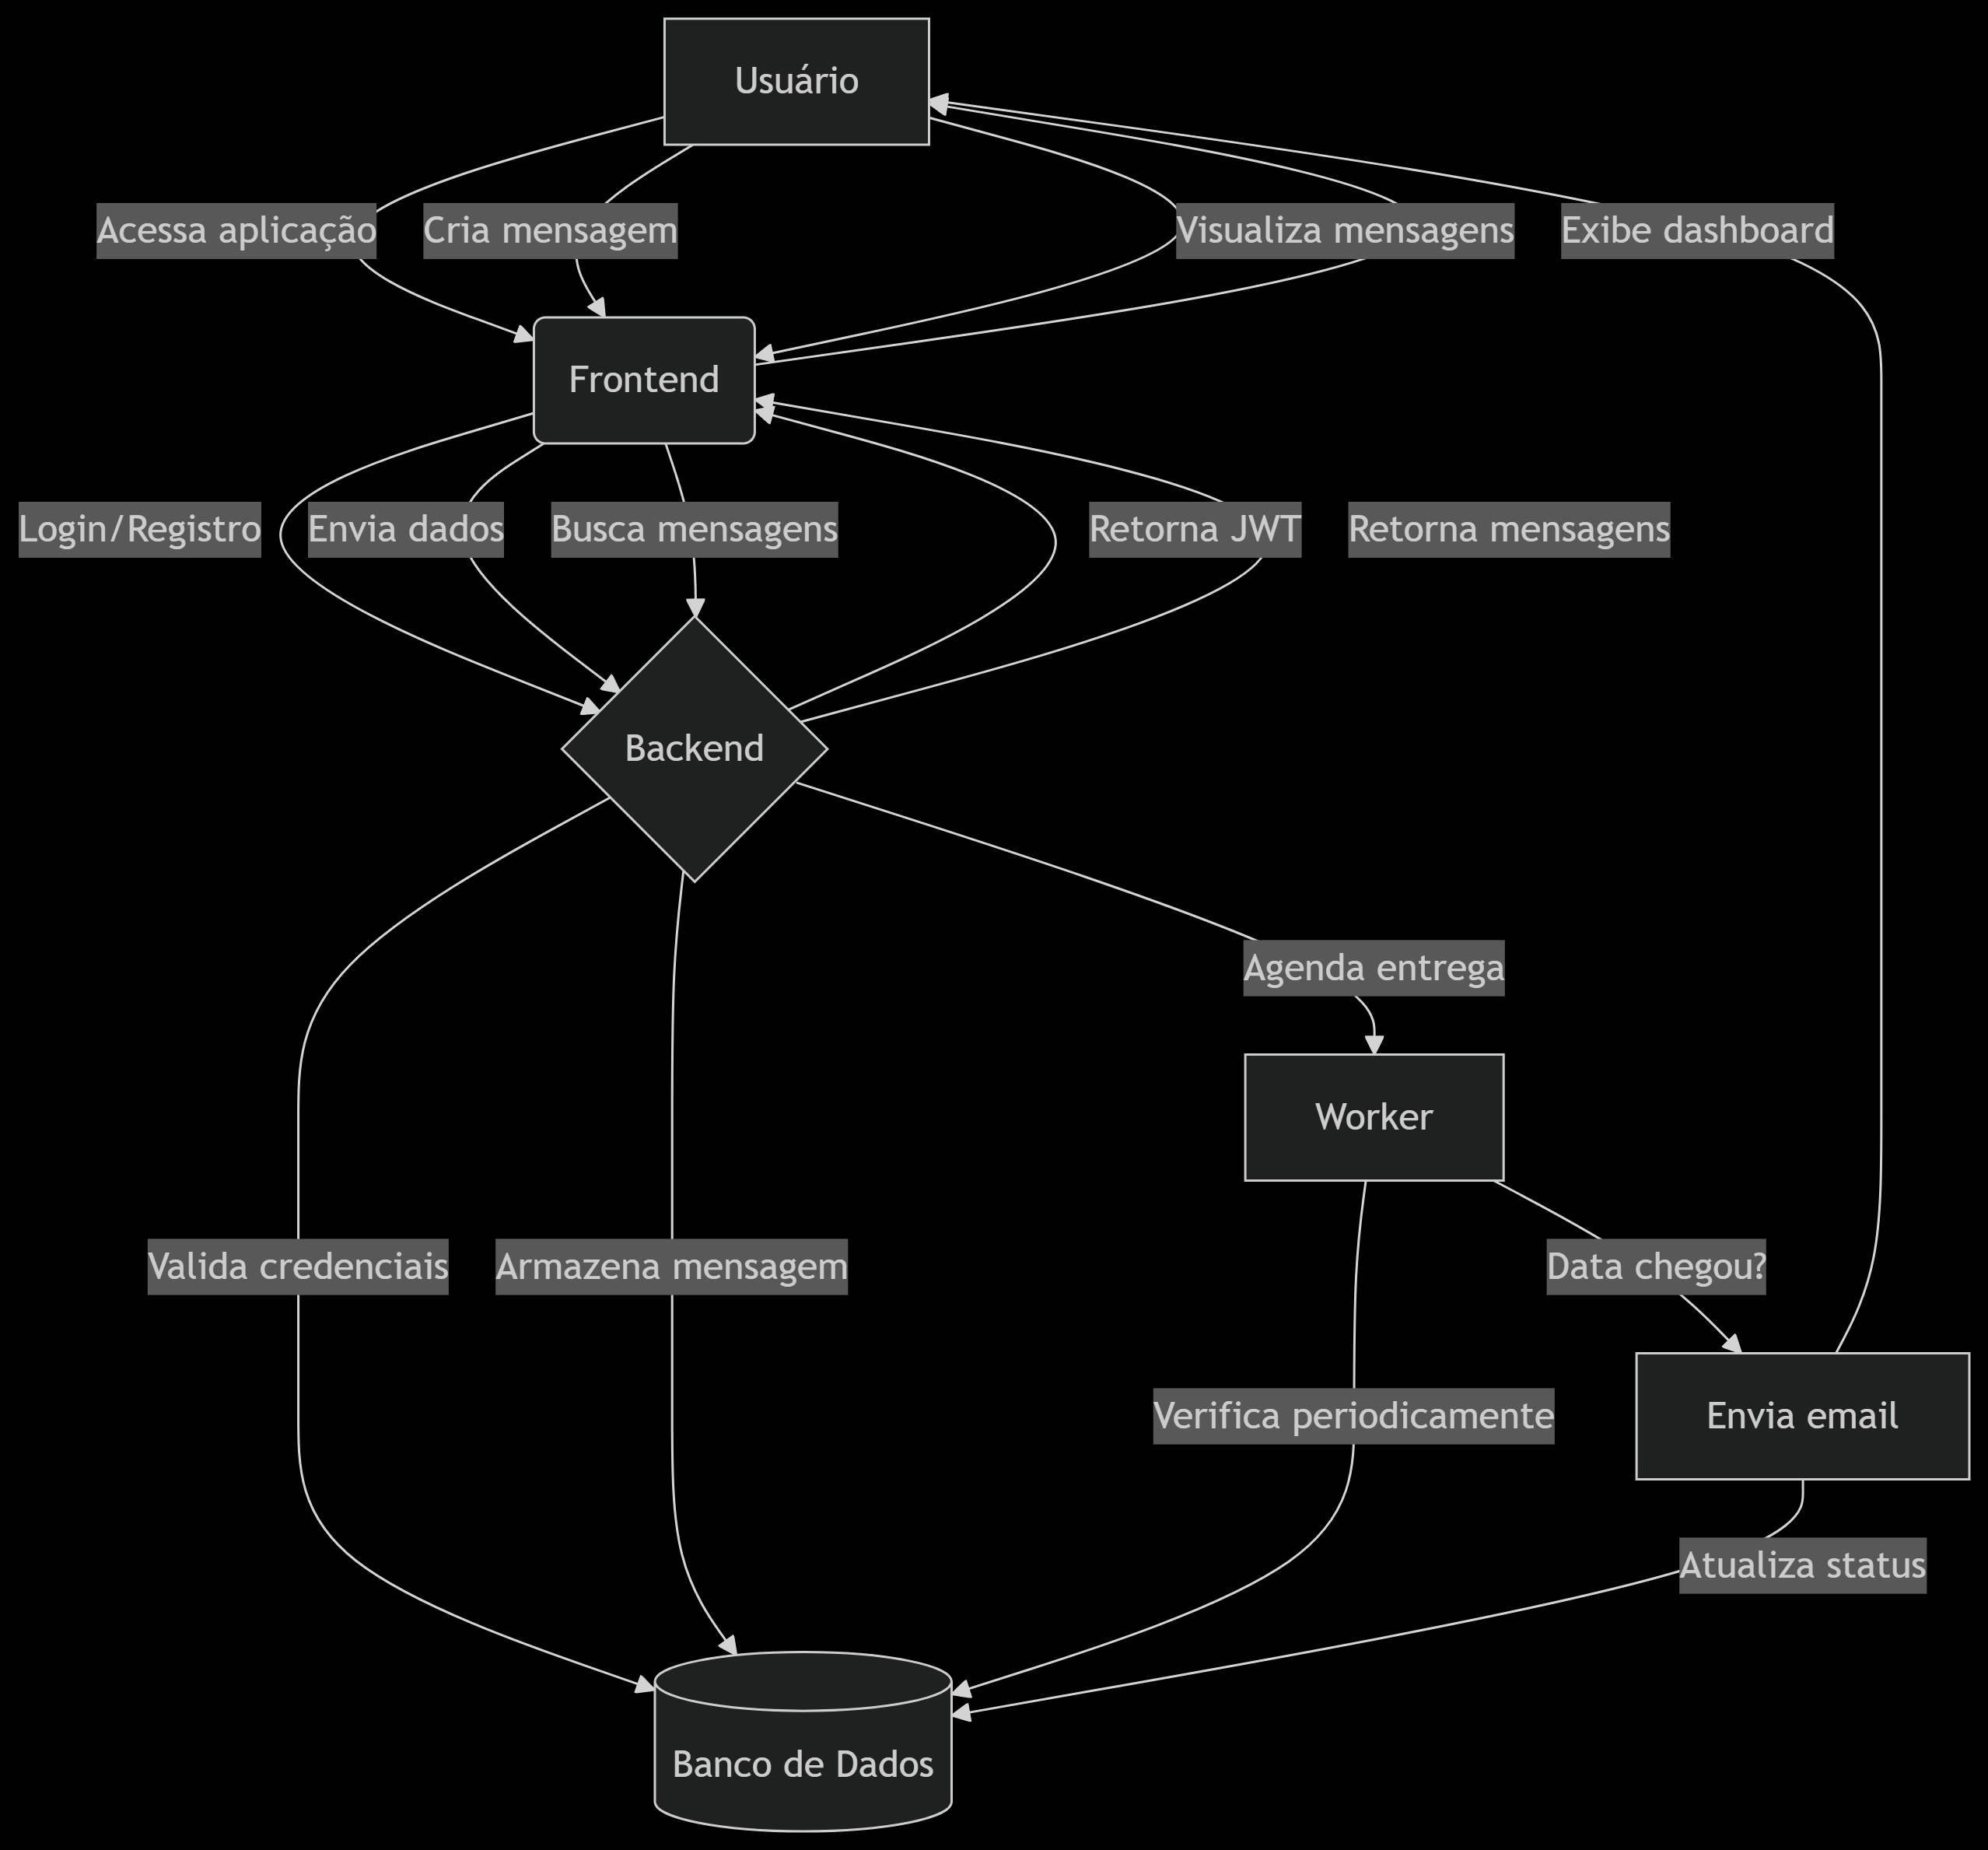 Usuário
Acessa aplicação
Cria mensagem
Visualiza mensagens
Exibe dashboard
Frontend
Login/Registro
Envia dados
Busca mensagens
Retorna JWT
Retorna mensagens
Backend
Agenda entrega
Worker
Valida credenciais
Armazena mensagem
Data chegou?
Verifica periodicamente
Envia email
Atualiza status
Banco de Dados